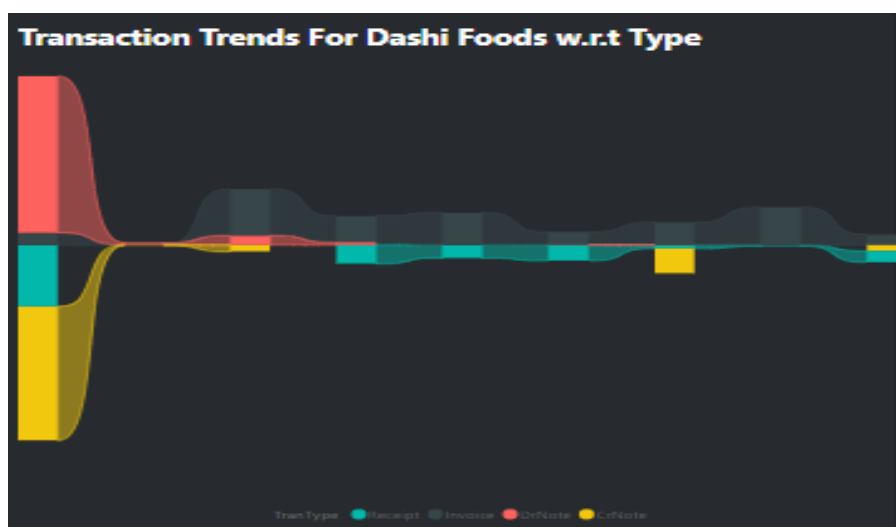 Transaction Trends For Dashi Foods w.r.t Type
TranType Receipt Invoice DrNote CrNote